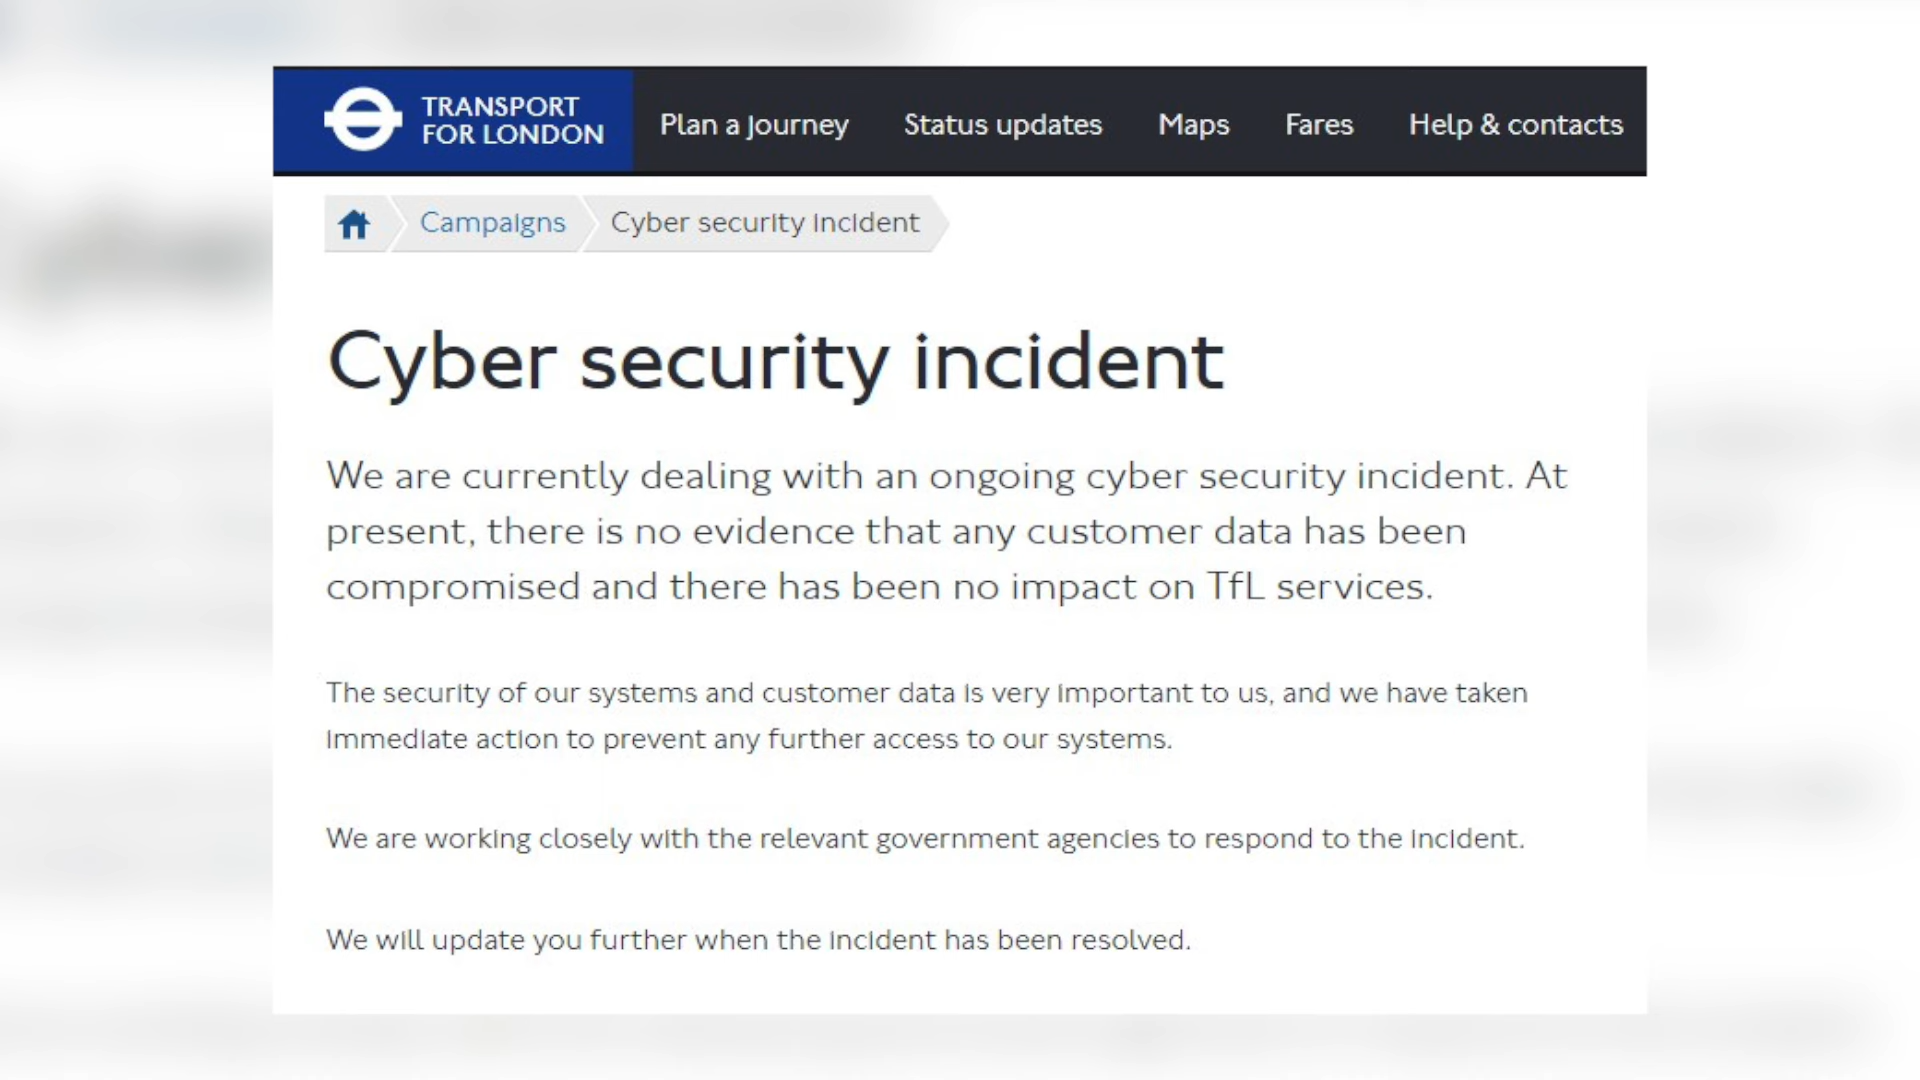 TRANSPORT
FOR LONDON
Plan a journey
Status updates
Maps
Fares
Help & contacts
Campaigns
Cyber security incident
Cyber security incident
We are currently dealing with an ongoing cyber security incident. At
present, there is no evidence that any customer data has been
compromised and there has been no impact on TfL services.
The security of our systems and customer data is very important to us, and we have taken
immediate action to prevent any further access to our systems.
We are working closely with the relevant government agencies to respond to the incident.
We will update you further when the incident has been resolved.